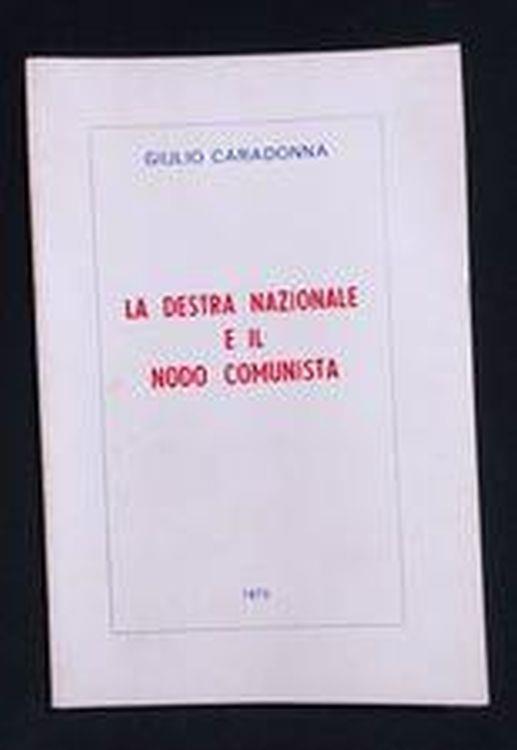 GIULIO CARADONNA
LA DESTRA NAZIONALE
E IL
NODO COMUNISTA